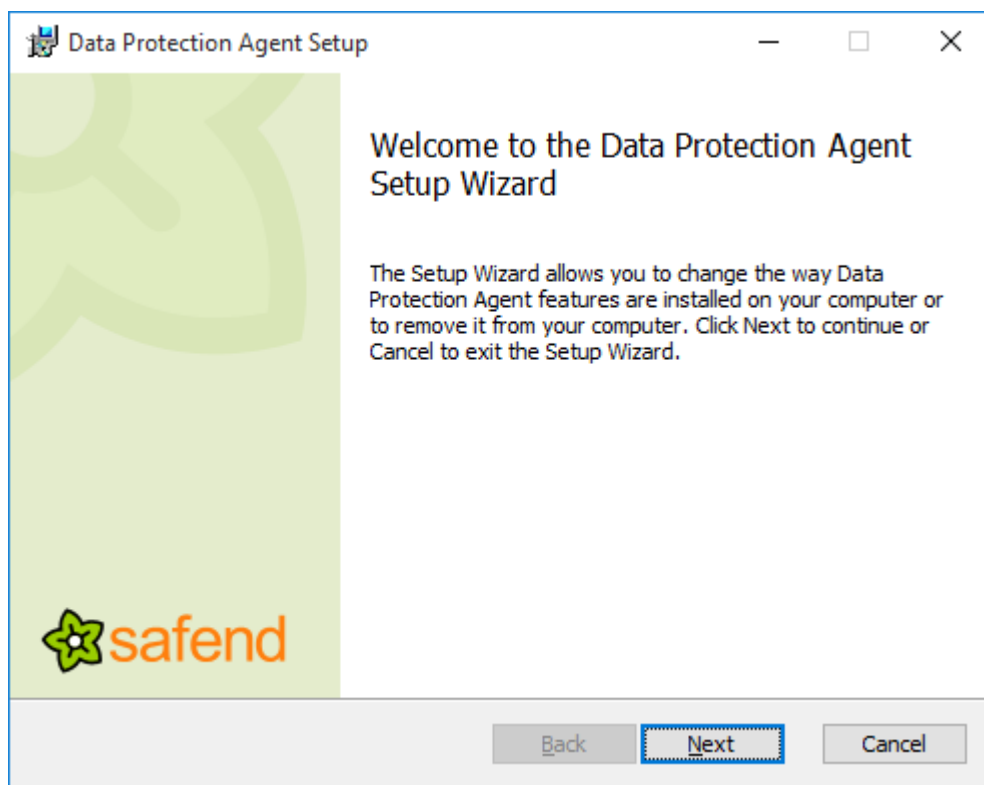 Data Protection Agent Setup
Welcome to the Data Protection Agent
Setup Wizard
The Setup Wizard allows you to change the way Data
Protection Agent features are installed on your computer or
to remove it from your computer. Click Next to continue or
Cancel to exit the Setup Wizard.
safend
Back Next Cancel